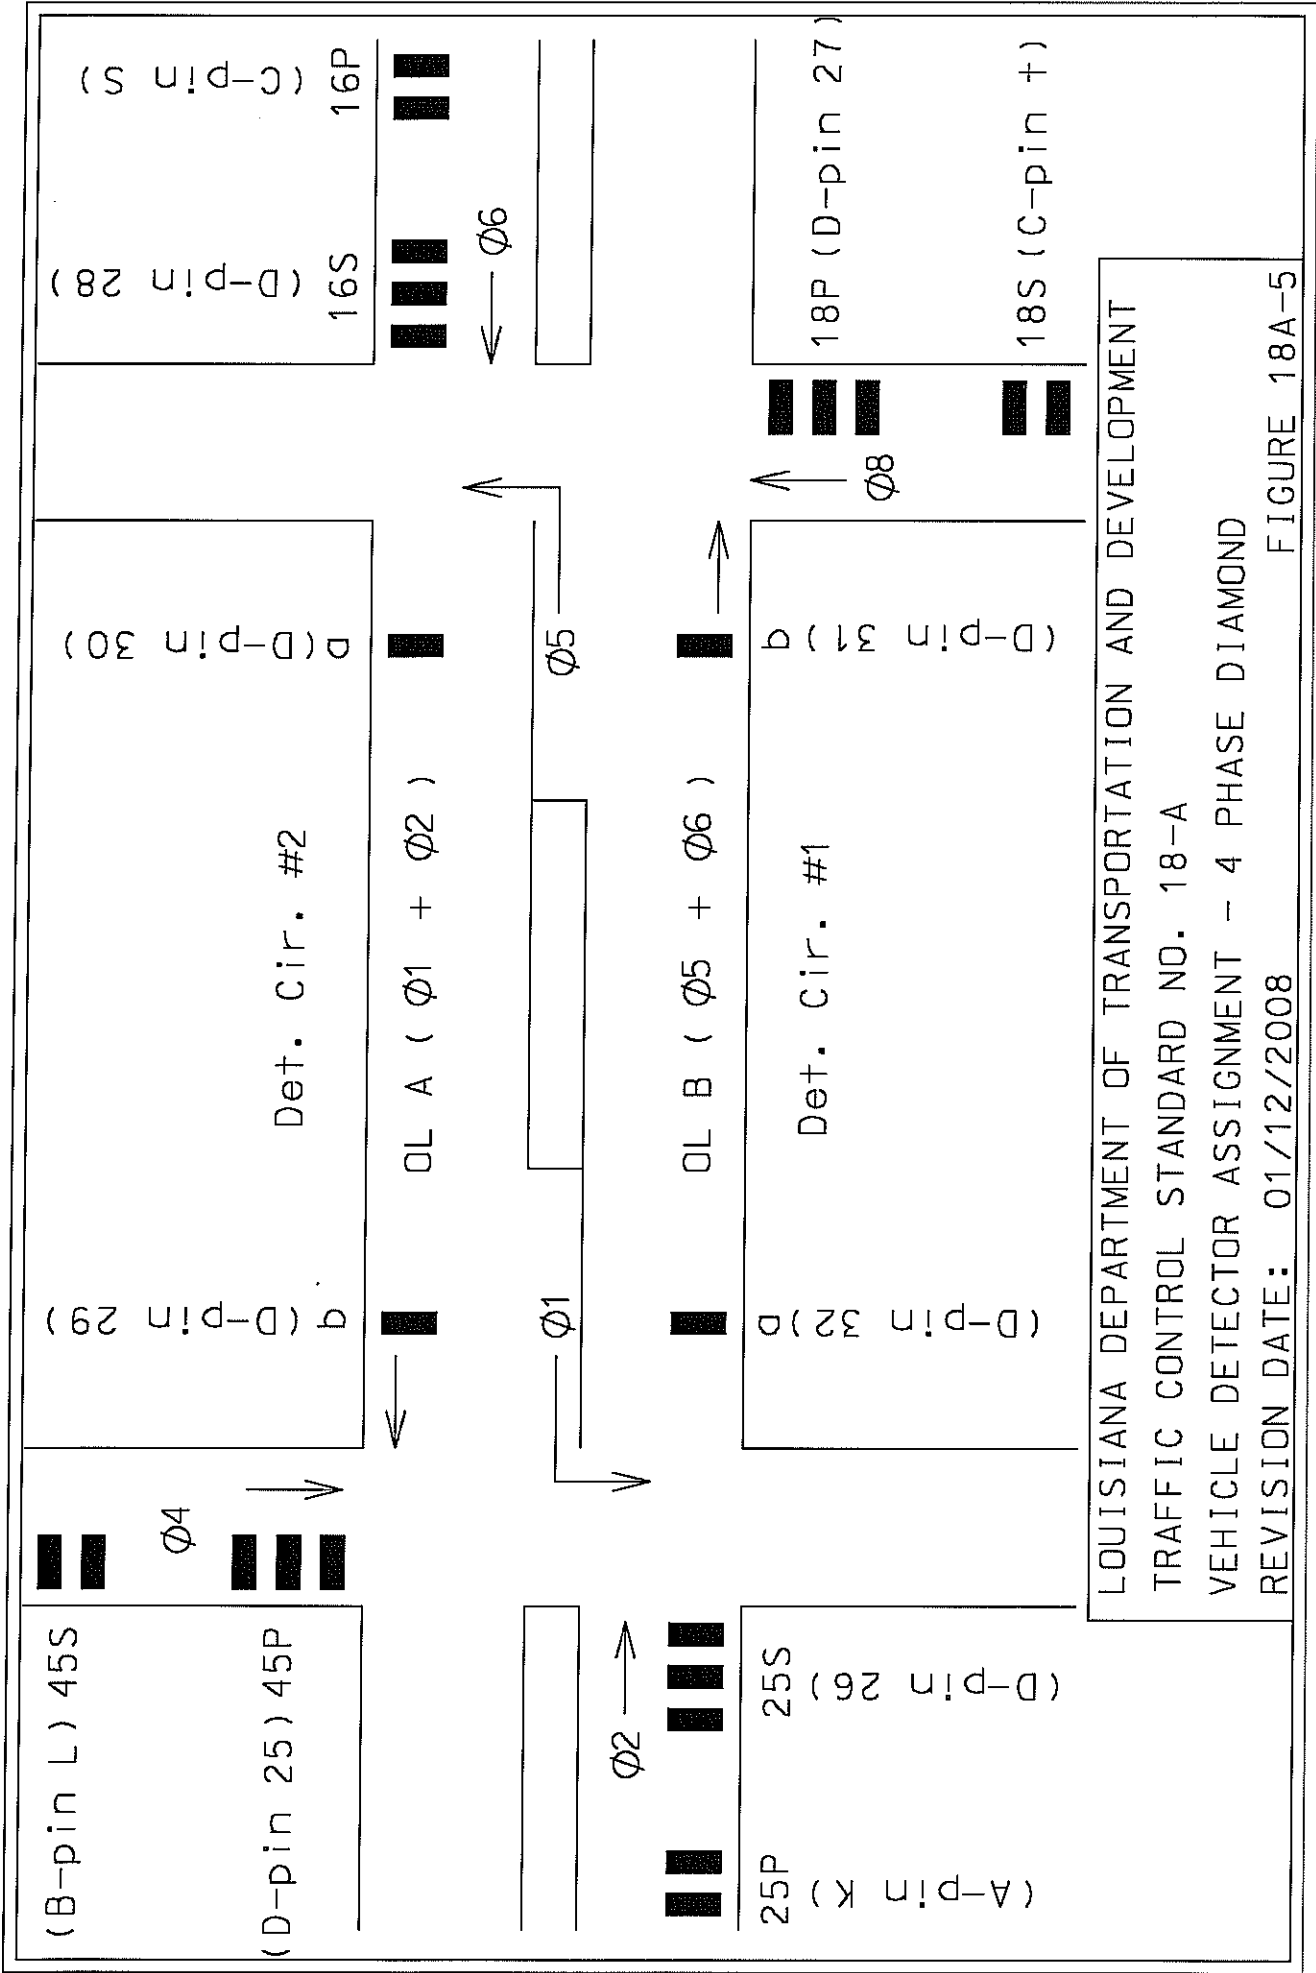 (B-pin L) 45S
Ø4
(D-pin 25) 45P
b (D-pin 29)
a (D-pin 30)
16S
(D-pin 28)
16P
(C-pin S)
Det. Cir. #2
OL A ( Ø1 + Ø2 )
Ø6
Ø1
Ø5
Ø2
OL B ( Ø5 + Ø6 )
25P
(A-pin K)
25S
(D-pin 26)
a (D-pin 32)
Det. Cir. #1
b (D-pin 31)
Ø8
18P (D-pin 27)
18S (C-pin +)
LOUISIANA DEPARTMENT OF TRANSPORTATION AND DEVELOPMENT
TRAFFIC CONTROL STANDARD NO. 18-A
VEHICLE DETECTOR ASSIGNMENT - 4 PHASE DIAMOND
REVISION DATE: 01/12/2008 FIGURE 18A-5